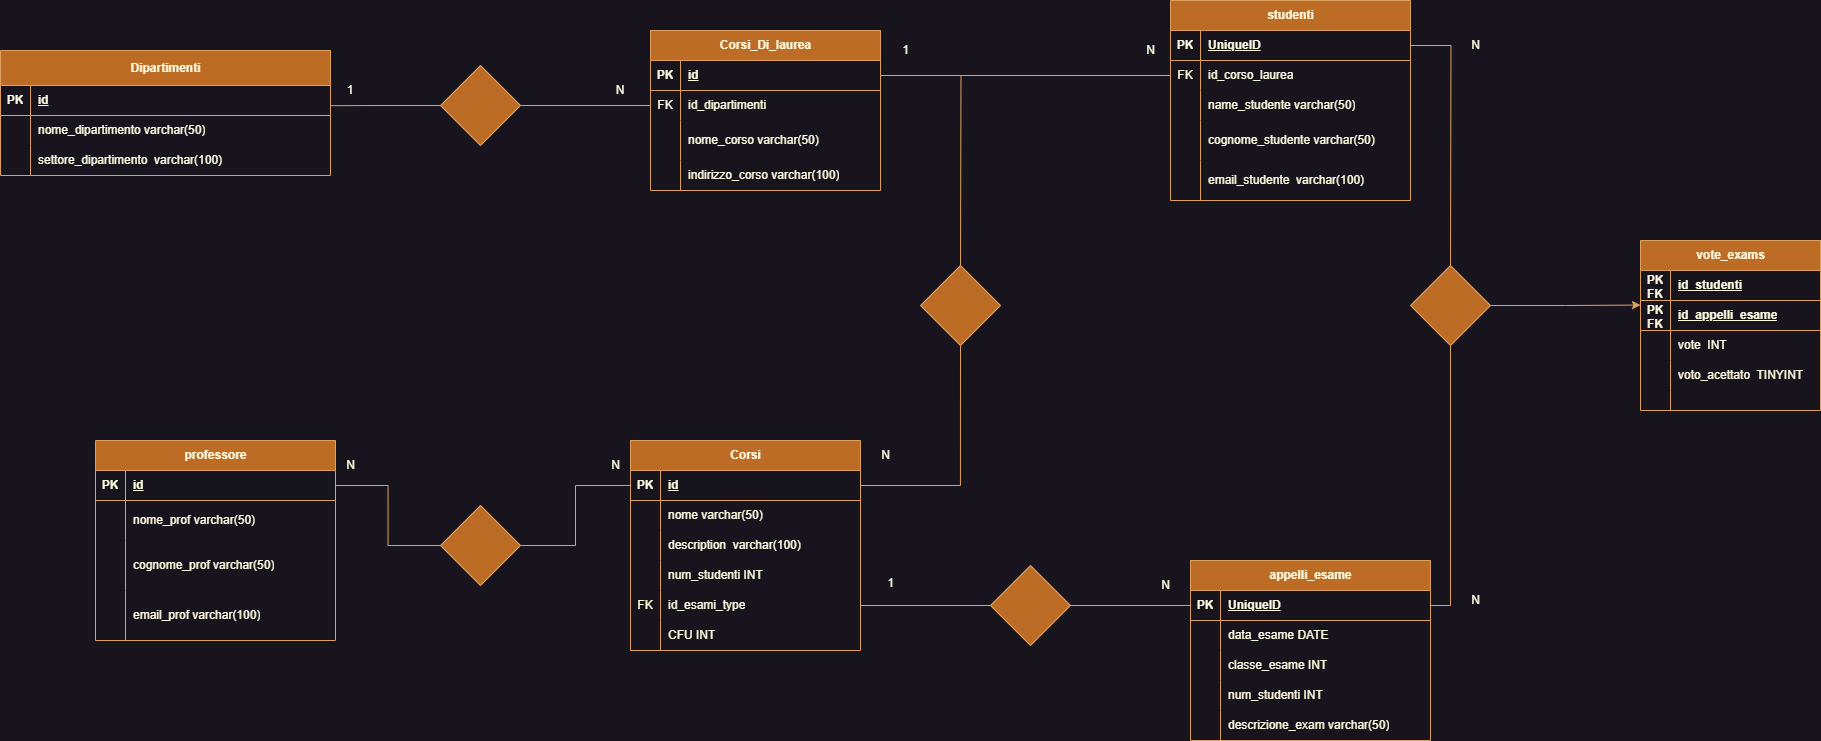 Dipartimenti
PK id
nome_dipartimento varchar(50)
settore_dipartimento varchar(100)
1
N
Corsi_Di_laurea
PK id
FK id_dipartimenti
nome_corso varchar(50)
indirizzo_corso varchar(100)
1
N
studenti
PK UniqueID
FK id_corso_laurea
name_studente varchar(50)
cognome_studente varchar(50)
email_studente varchar(100)
N
vote_exams
PK
FK id_studenti
PK
FK id_appelli_esame
vote INT
voto_acettato TINYINT
professore
PK id
nome_prof varchar(50)
cognome_prof varchar(50)
email_prof varchar(100)
N
N
Corsi
PK id
nome varchar(50)
description varchar(100)
num_studenti INT
FK id_esami_type
CFU INT
N
1
N
appelli_esame
PK UniqueID
data_esame DATE
classe_esame INT
num_studenti INT
descrizione_exam varchar(50)
N